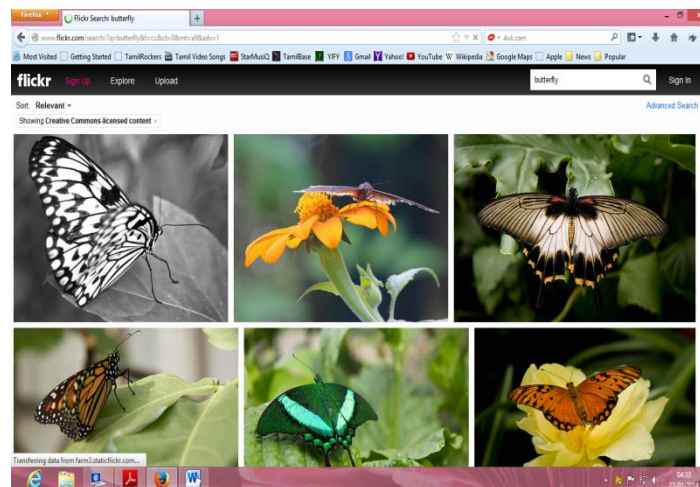 Firefox
Flickr Search: butterfly
+
www.flickr.com/search/?q=butterfly&l=cc&ct=5&mt=all&adv=1
Ask.com
Most Visited Getting Started TamilRockers Tamil Video Songs StarMusiQ TamilBase YIFY Gmail Yahoo! YouTube Wikipedia Google Maps Apple News Popular
flickr Sign Up Explore Upload butterfly Sign In
Sort: Relevant Advanced Search
Showing Creative Commons-licensed content ×
Transferring data from farm3.staticflickr.com...
04:33